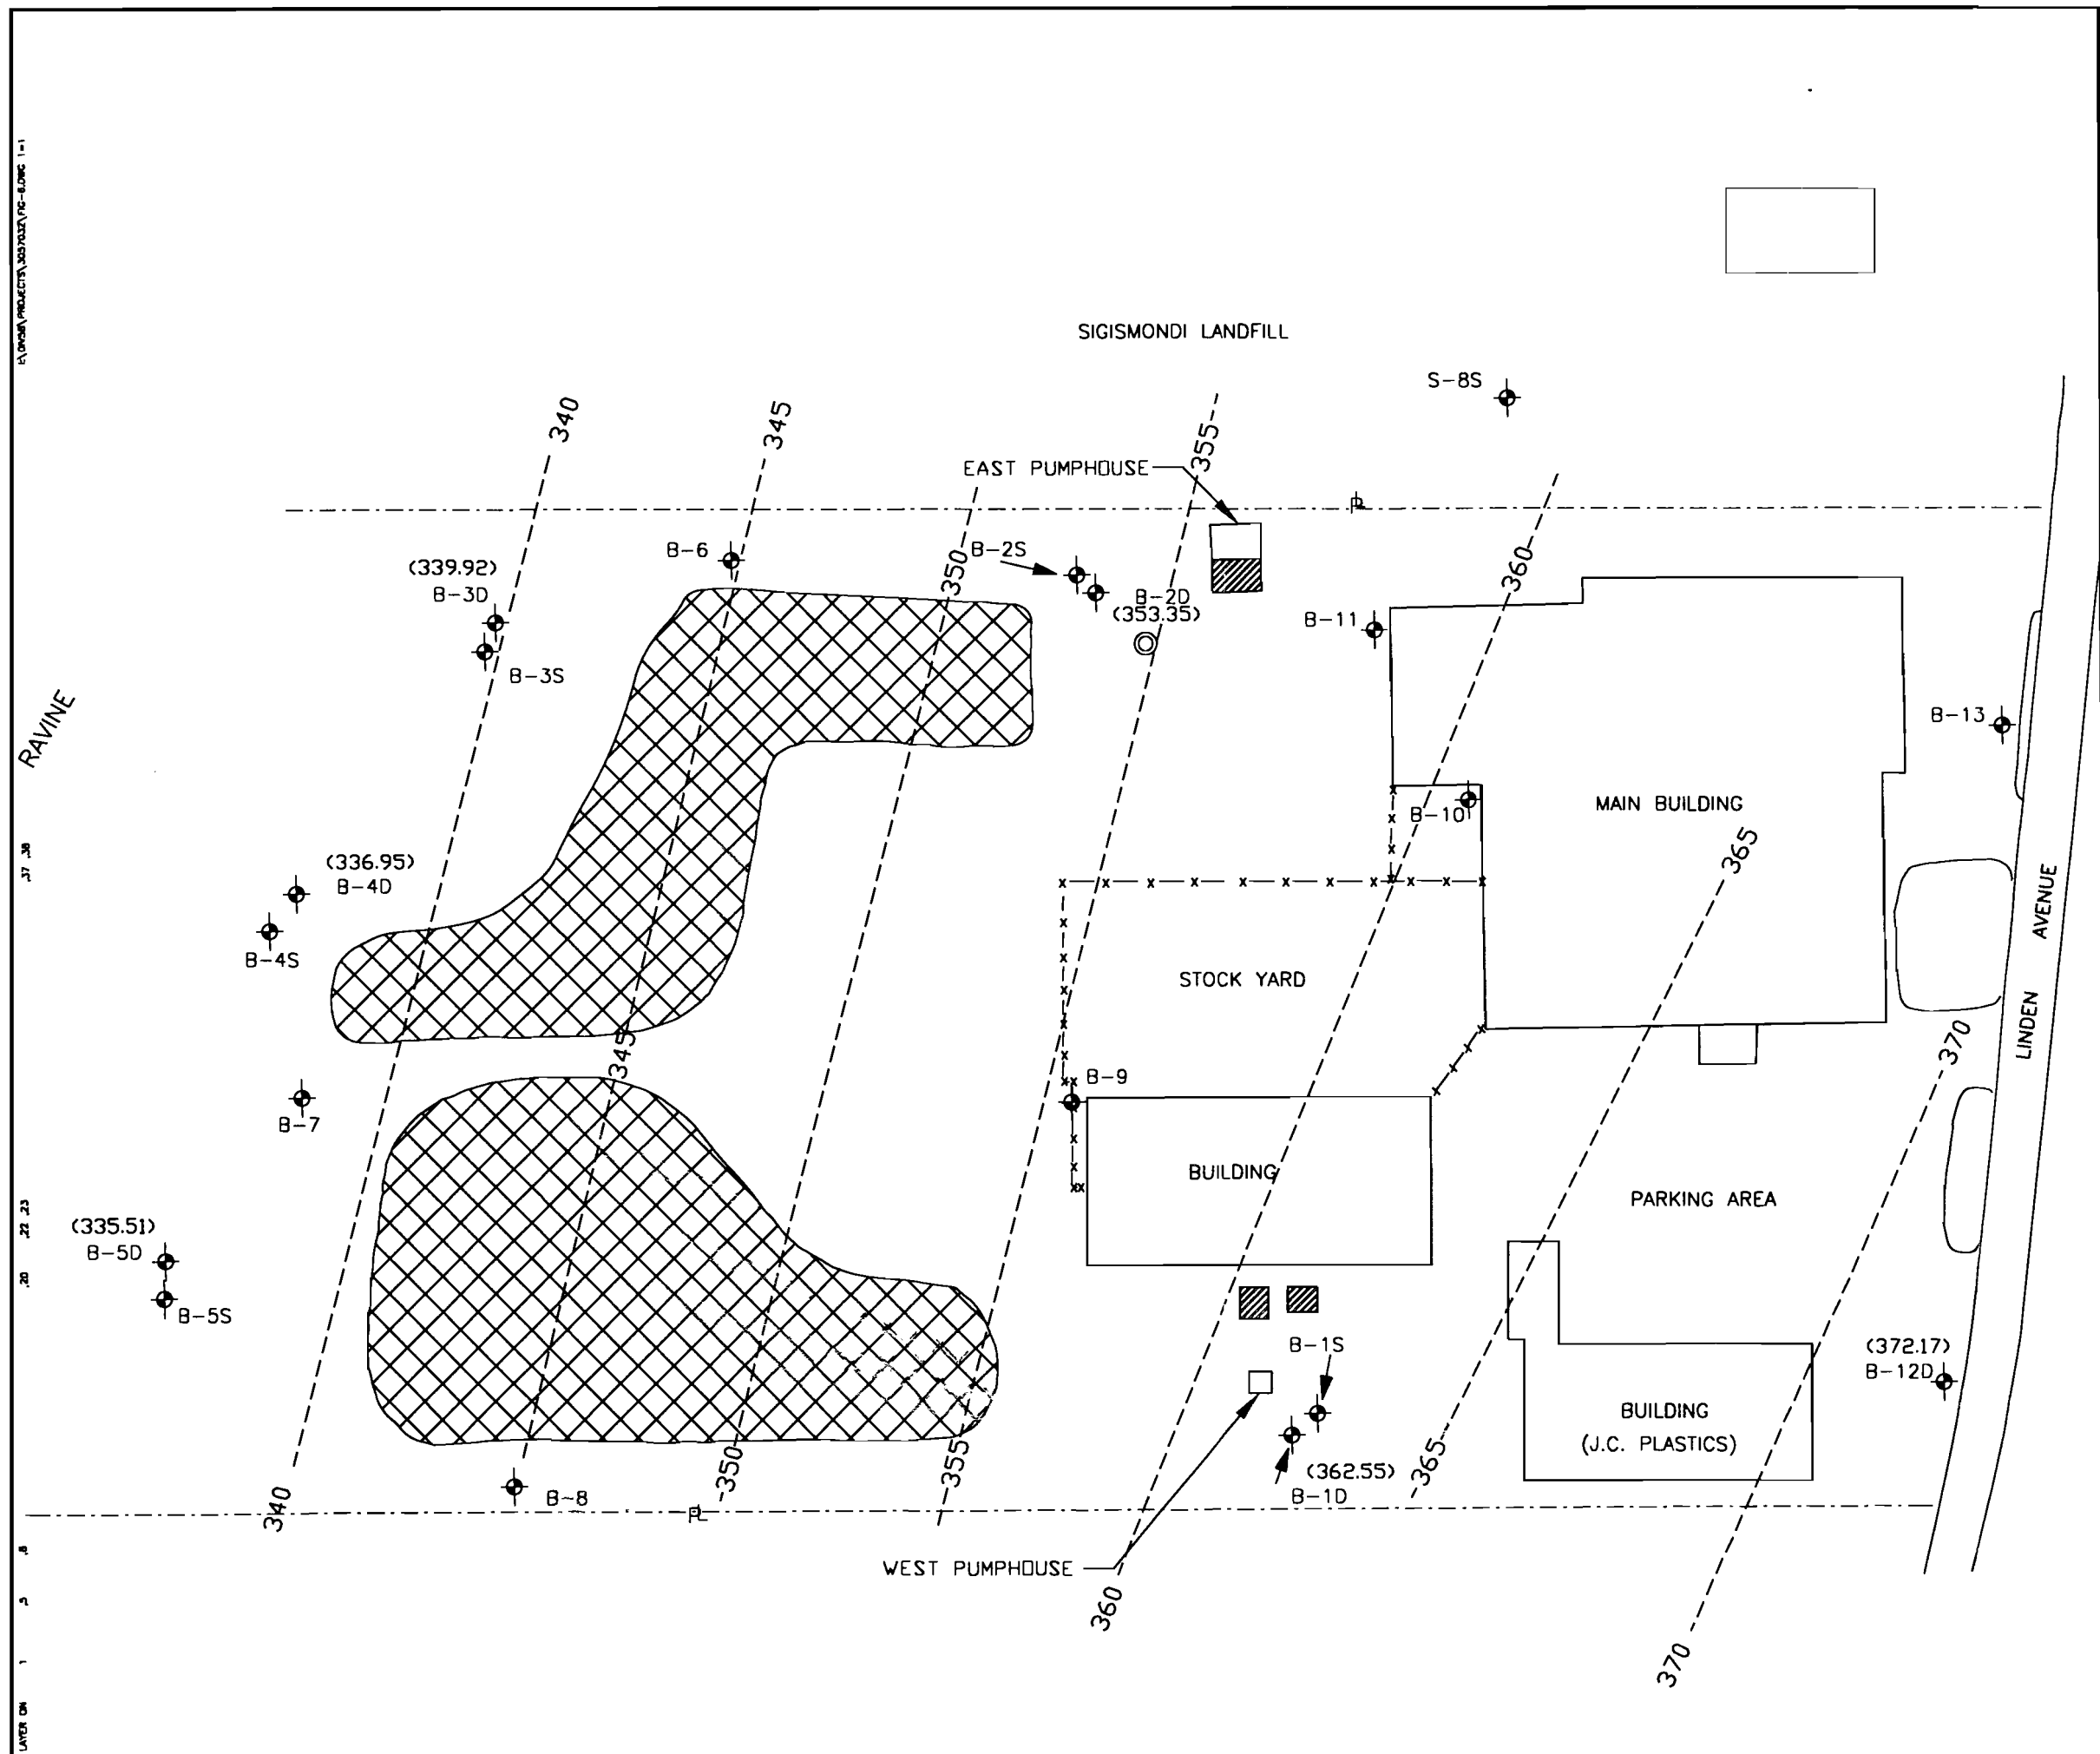 SIGISMONDI LANDFILL
S-8S
340
345
355
EAST PUMPHOUSE
PL
B-6
B-2S
350
360
(339.92)
B-3D
B-2D
(353.35)
B-11
B-3S
RAVINE
B-13
MAIN BUILDING
B-10
365
(336.95)
B-4D
AVENUE
LINDEN
B-4S
STOCK YARD
345
370
B-9
B-7
BUILDING
PARKING AREA
(335.51)
B-5D
B-5S
B-1S
(372.17)
B-12D
BUILDING
(J.C. PLASTICS)
355
350
365
(362.55)
B-1D
340
B-8
PL
WEST PUMPHOUSE
360
370
LAYER ON 1